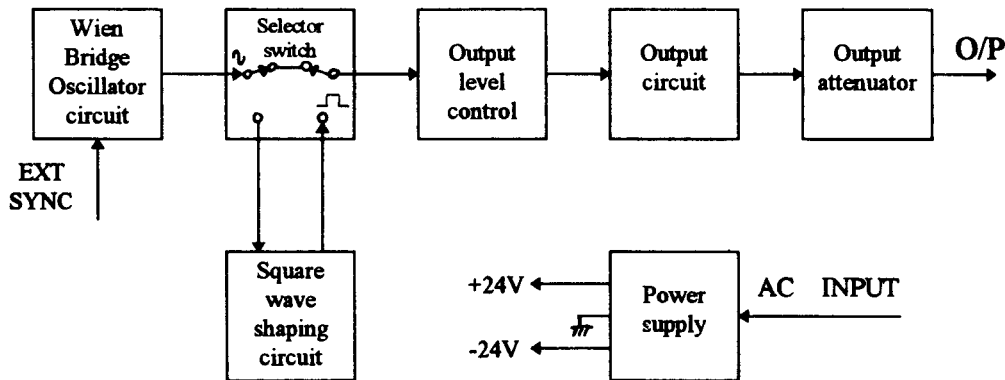 Wien
Bridge
Oscillator
circuit
Selector
switch
Output
level
control
Output
circuit
Output
attenuator
O/P
EXT
SYNC
Square
wave
shaping
circuit
+24V
-24V
Power
supply
AC INPUT